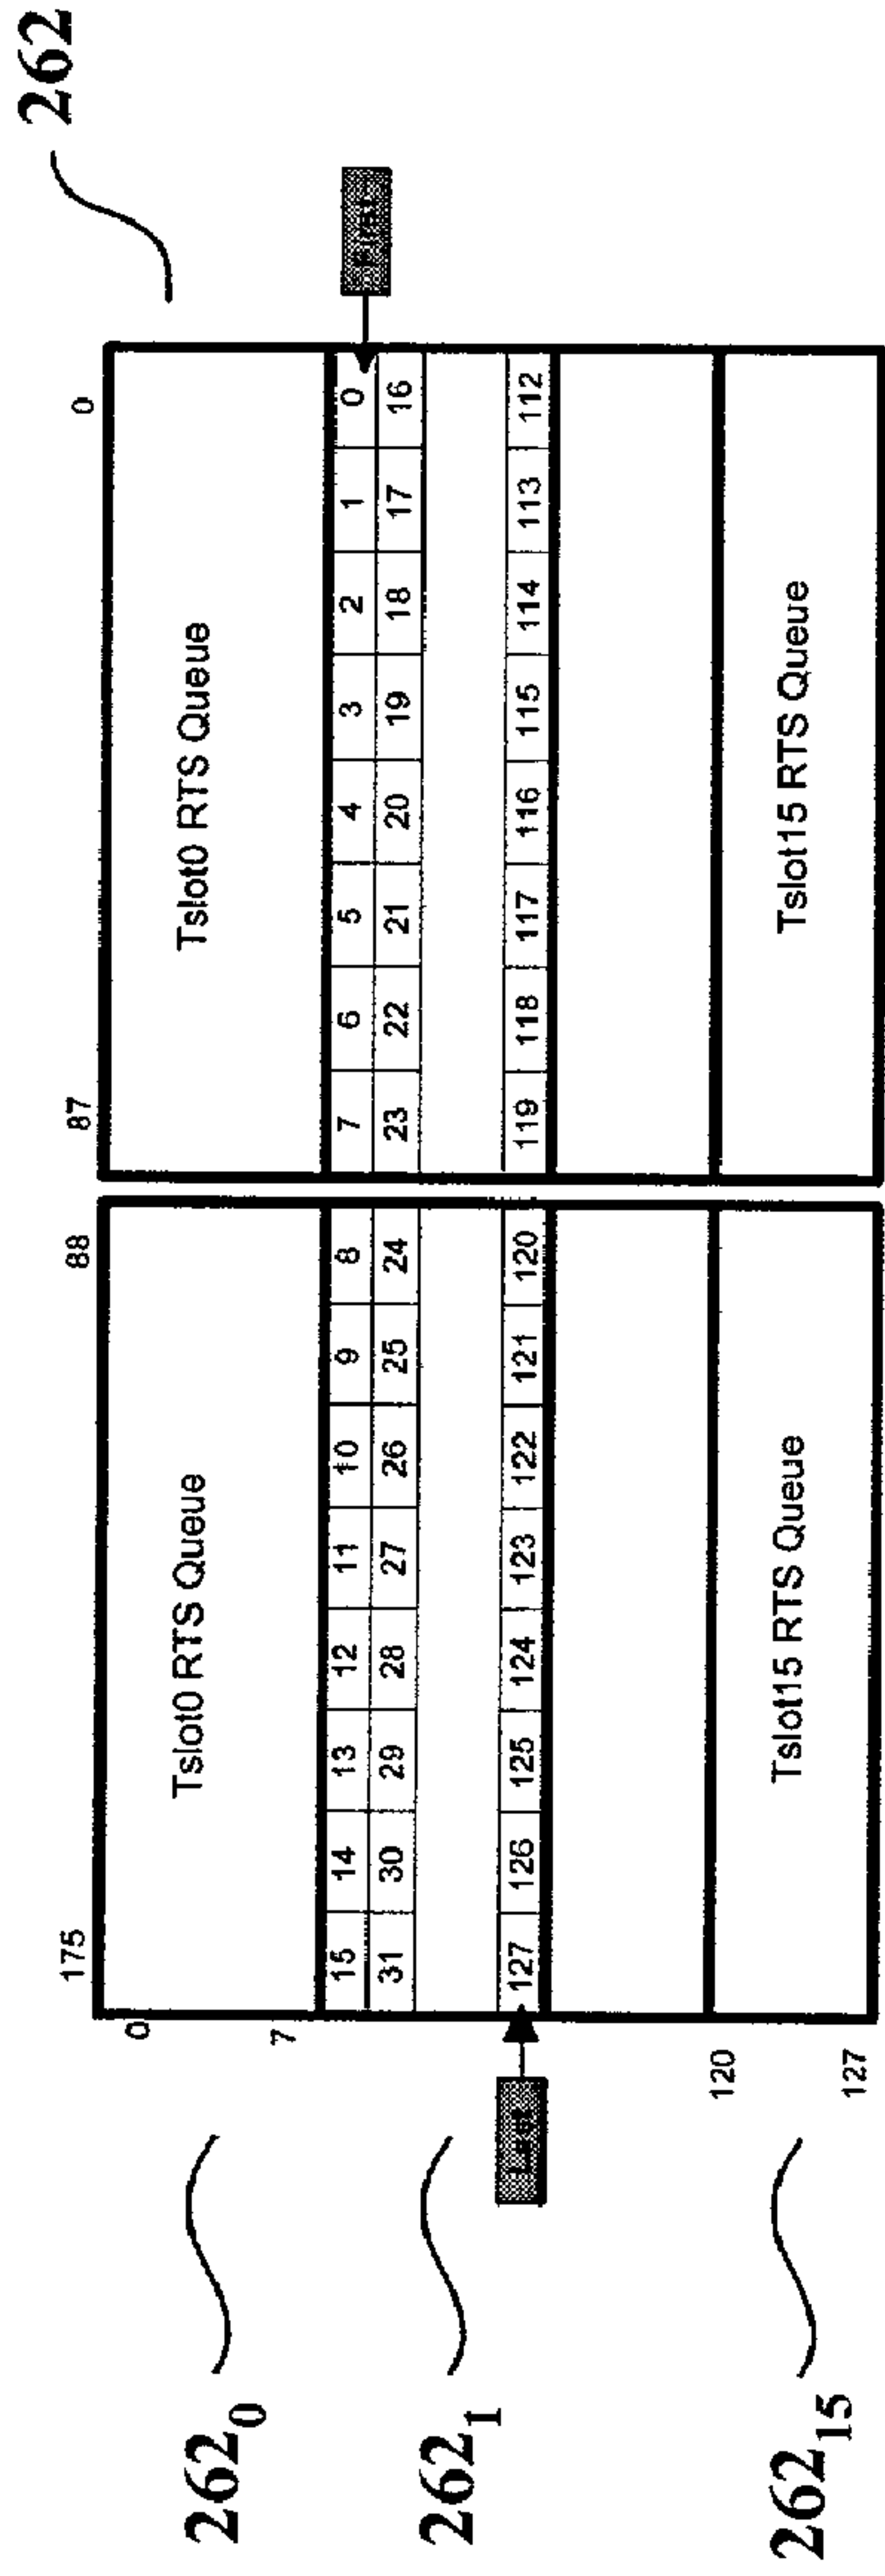 262
175 88 87 0
0
Tslot0 RTS Queue Tslot0 RTS Queue
262₀
7
15 14 13 12 11 10 9 8 7 6 5 4 3 2 1 0
First
31 30 29 28 27 26 25 24 23 22 21 20 19 18 17 16
262₁
Last
127 126 125 124 123 122 121 120 119 118 117 116 115 114 113 112
120
Tslot15 RTS Queue Tslot15 RTS Queue
262₁₅
127